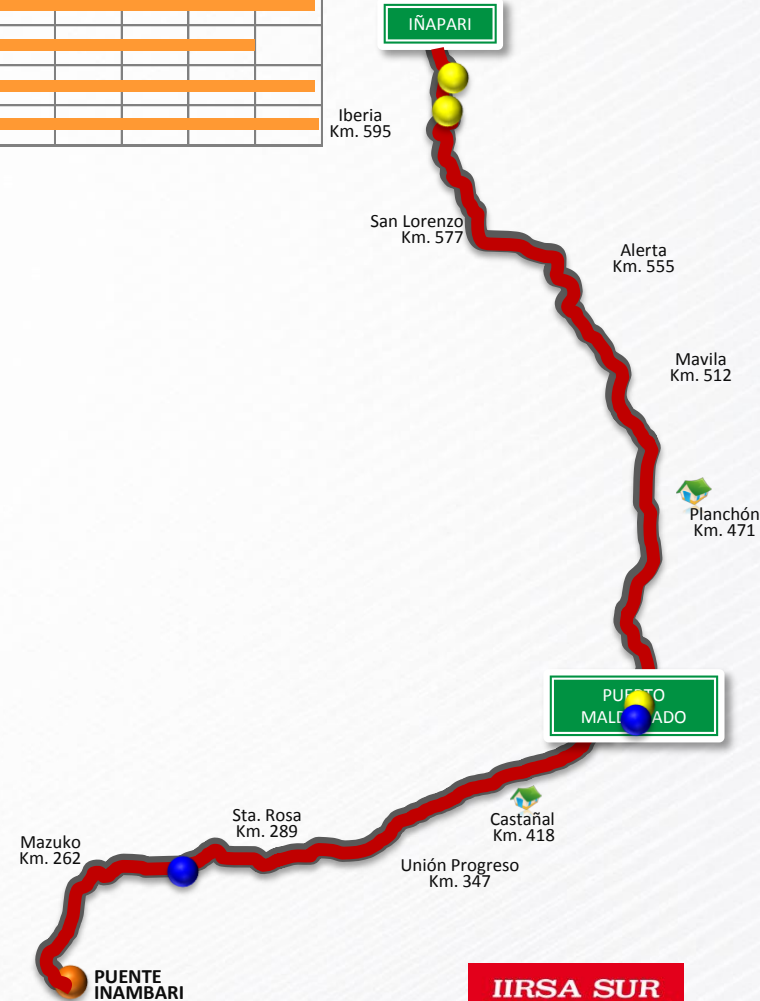 IÑAPARI
Iberia
Km. 595
San Lorenzo
Km. 577
Alerta
Km. 555
Mavila
Km. 512
Planchón
Km. 471
Castañal
Km. 418
Sta. Rosa
Km. 289
Mazuko
Km. 262
Unión Progreso
Km. 347
PUENTE
INAMBARI
IIRSA SUR